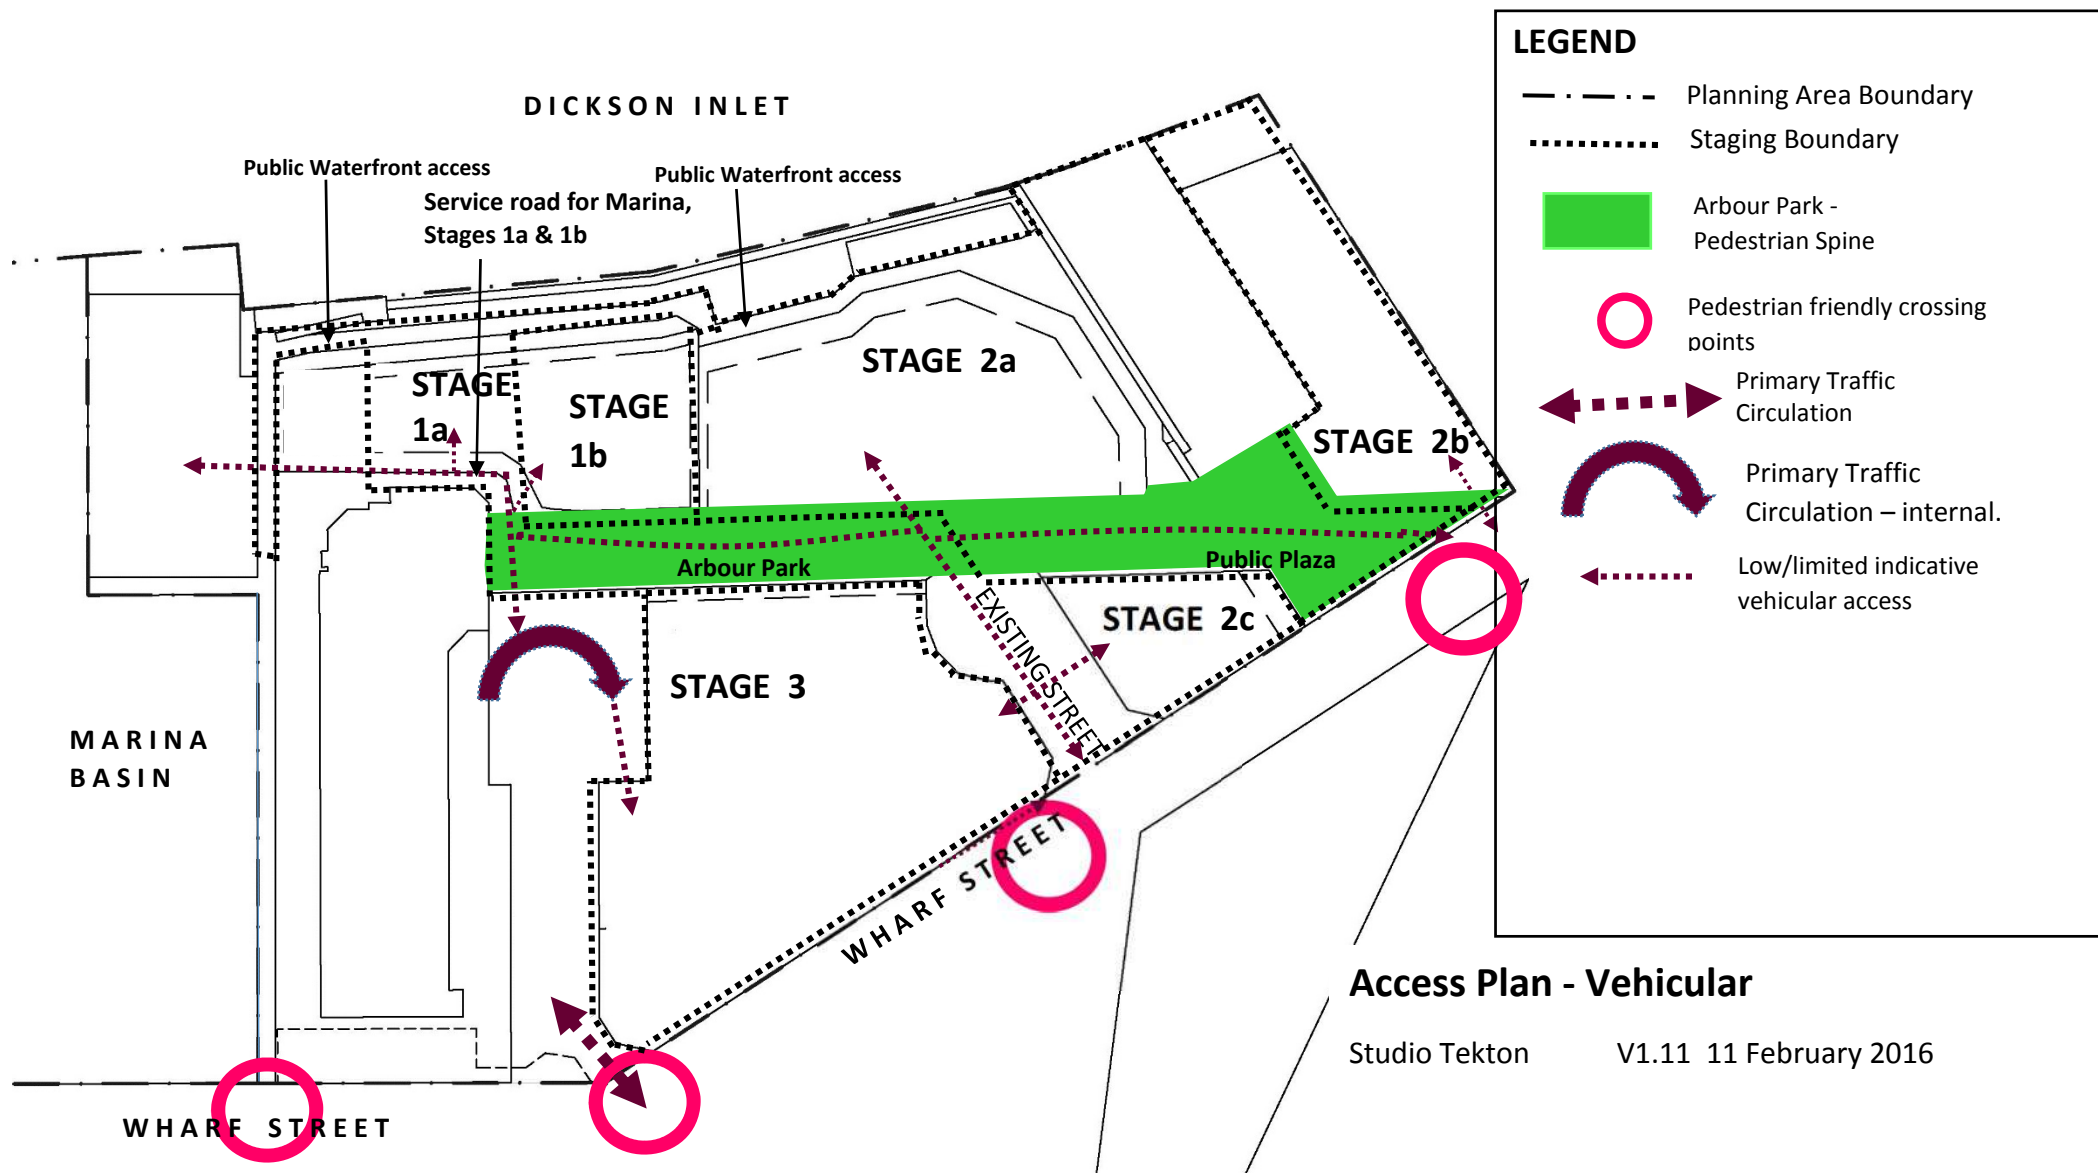 DICKSON INLET
Public Waterfront access
Public Waterfront access
Service road for Marina,
Stages 1a & 1b
STAGE 2a
STAGE
1a
STAGE
1b
STAGE 2b
Arbour Park
Public Plaza
EXISTING STREET
STAGE 2c
STAGE 3
MARINA
BASIN
WHARF STREET
WHARF STREET
LEGEND
Planning Area Boundary
Staging Boundary
Arbour Park -
Pedestrian Spine
Pedestrian friendly crossing
points
Primary Traffic
Circulation
Primary Traffic
Circulation – internal.
Low/limited indicative
vehicular access
Access Plan - Vehicular
Studio Tekton V1.11 11 February 2016